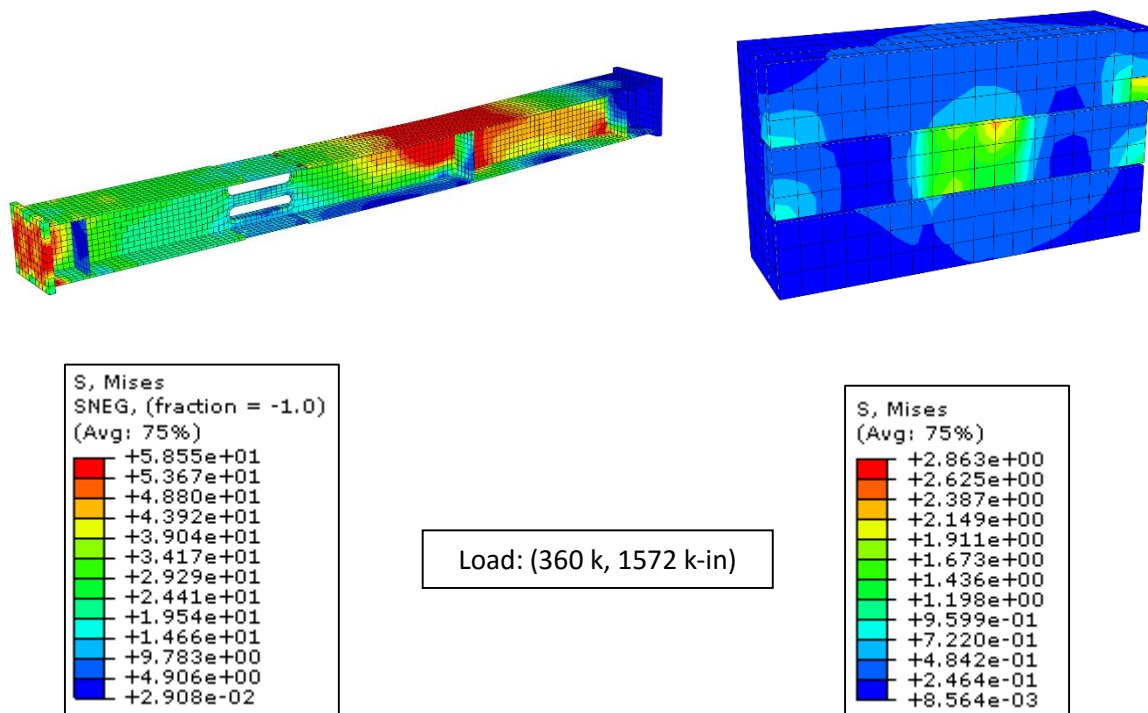 S, Mises
SNEG, (fraction = -1.0)
(Avg: 75%)
+5.855e+01
+5.367e+01
+4.880e+01
+4.392e+01
+3.904e+01
+3.417e+01
+2.929e+01
+2.441e+01
+1.954e+01
+1.466e+01
+9.783e+00
+4.906e+00
+2.908e-02
Load: (360 k, 1572 k-in)
S, Mises
(Avg: 75%)
+2.863e+00
+2.625e+00
+2.387e+00
+2.149e+00
+1.911e+00
+1.673e+00
+1.436e+00
+1.198e+00
+9.599e-01
+7.220e-01
+4.842e-01
+2.464e-01
+8.564e-03